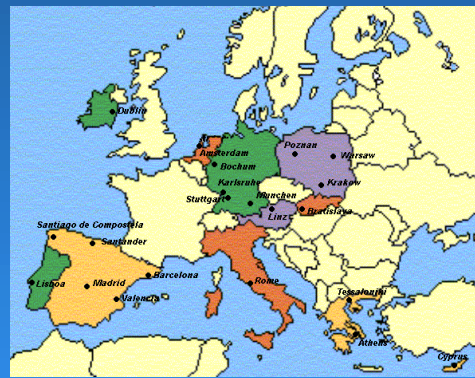 Dublin
Amsterdam
Bochum
Poznan
Warsaw
Karlsruhe
Krakow
Stuttgart
Munchen
Linz
Bratislava
Santiago de Compostela
Santander
Barcelona
Rome
Lisboa
Madrid
Valencia
Tessalonini
Athens
Cyprus